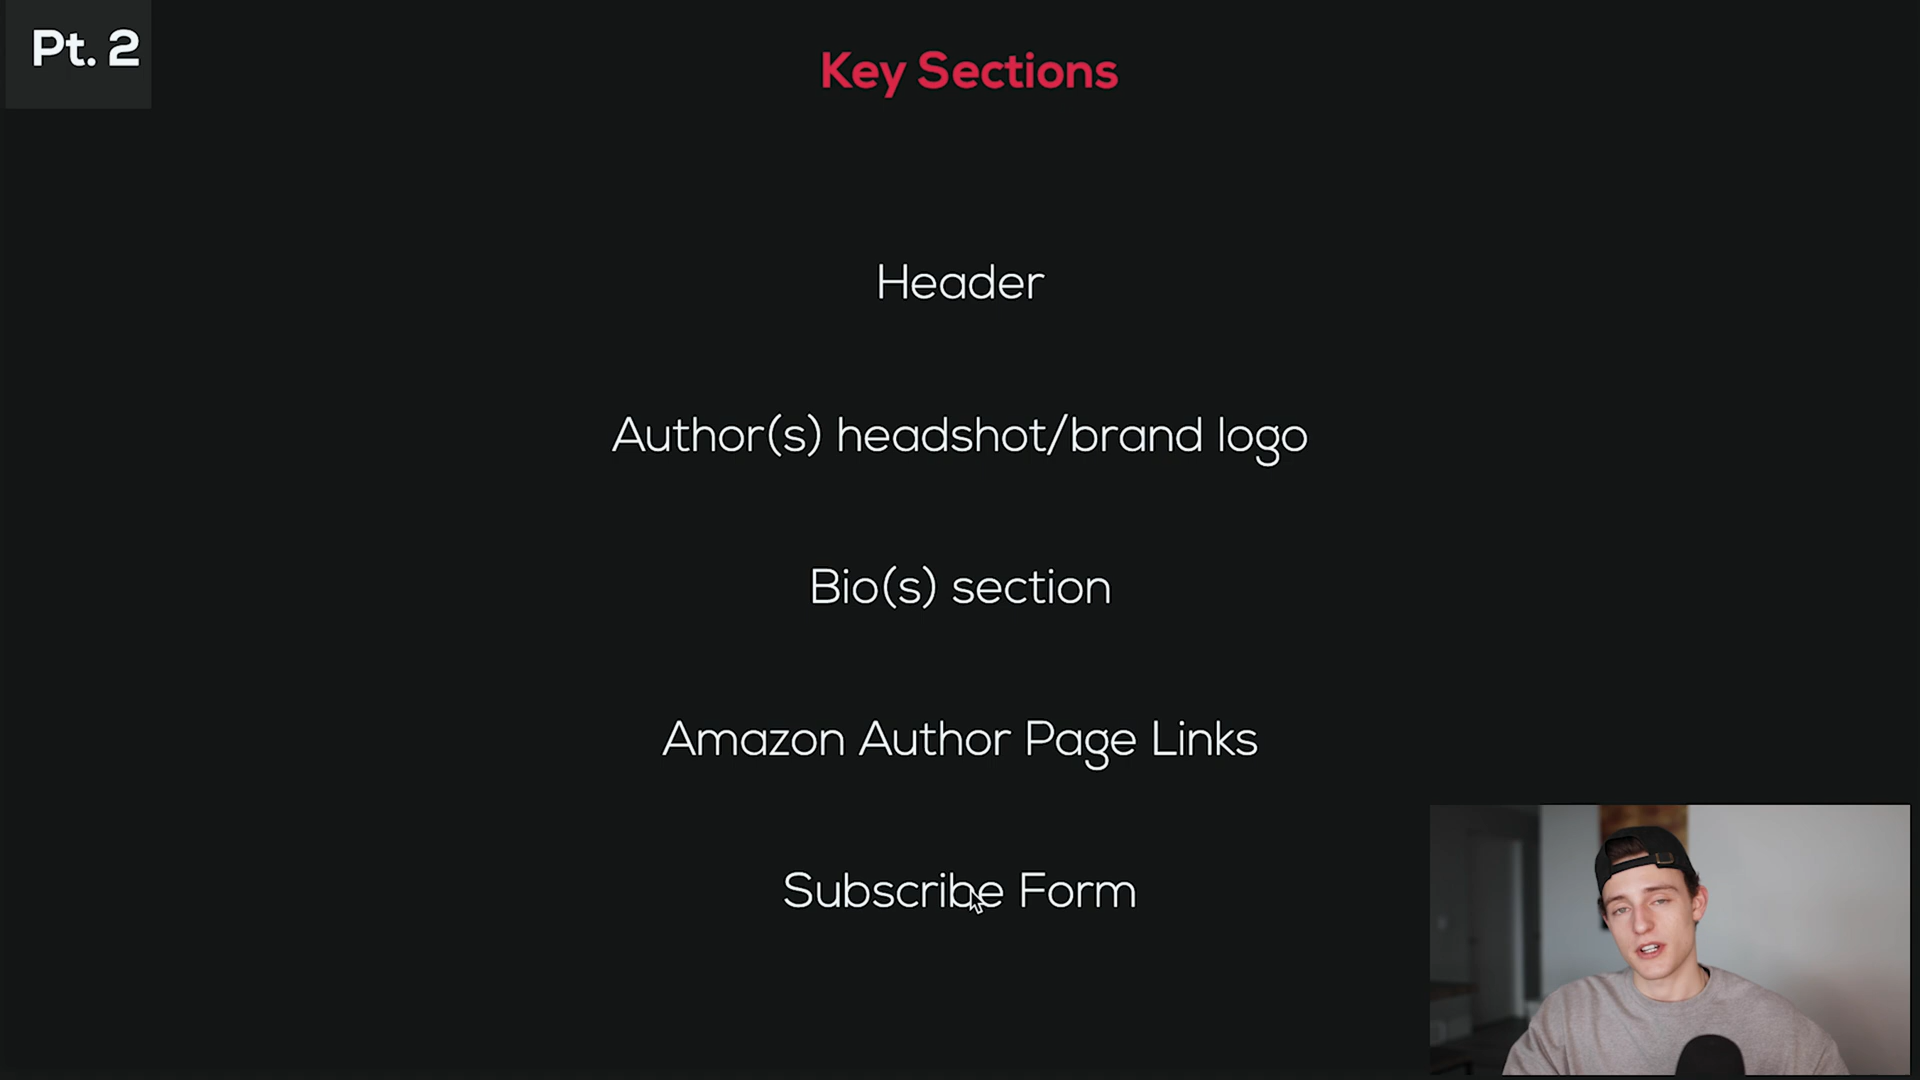 Pt. 2
Key Sections
Header
Author(s) headshot/brand logo
Bio(s) section
Amazon Author Page Links
Subscribe Form